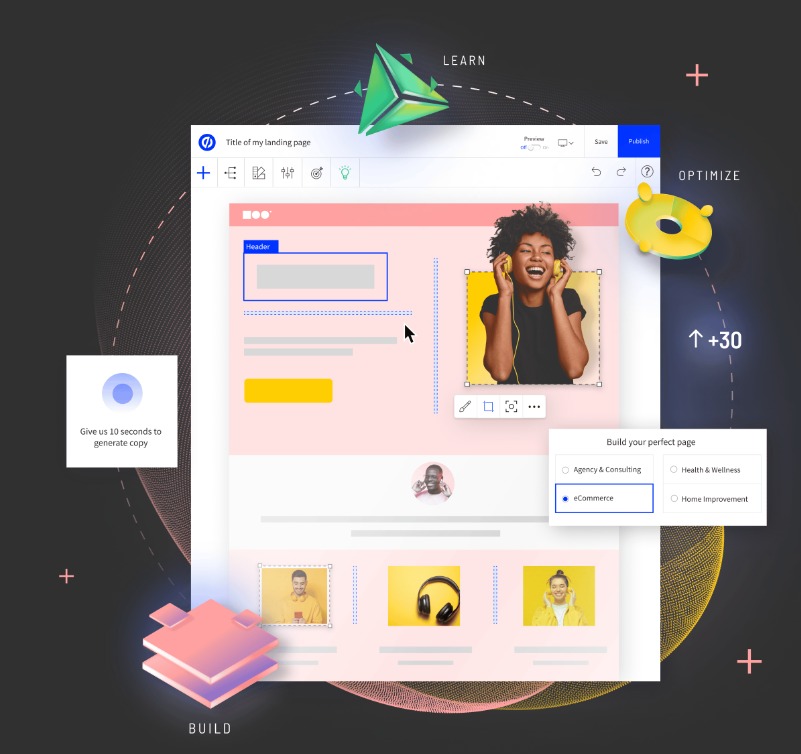 LEARN
Title of my landing page
Preview
Save
Publish
OPTIMIZE
Header
+30
Give us 10 seconds to
generate copy
Build your perfect page
Agency & Consulting
Health & Wellness
eCommerce
Home Improvement
BUILD